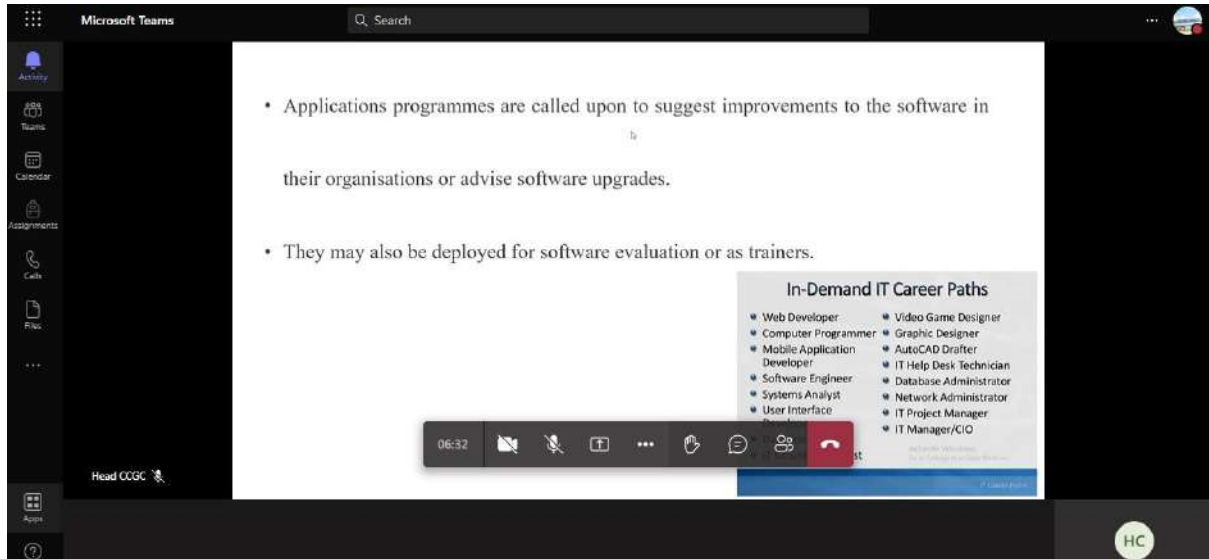 Microsoft Teams
Search
Activity
Teams
Calendar
Assignments
Calls
Files
Apps
• Applications programmes are called upon to suggest improvements to the software in
their organisations or advise software upgrades.
• They may also be deployed for software evaluation or as trainers.
In-Demand IT Career Paths
Web Developer
Computer Programmer
Mobile Application
Developer
Software Engineer
Systems Analyst
User Interface
Video Game Designer
Graphic Designer
AutoCAD Drafter
IT Help Desk Technician
Database Administrator
Network Administrator
IT Project Manager
IT Manager/CIO
st
06:32
Head CCGC
HC